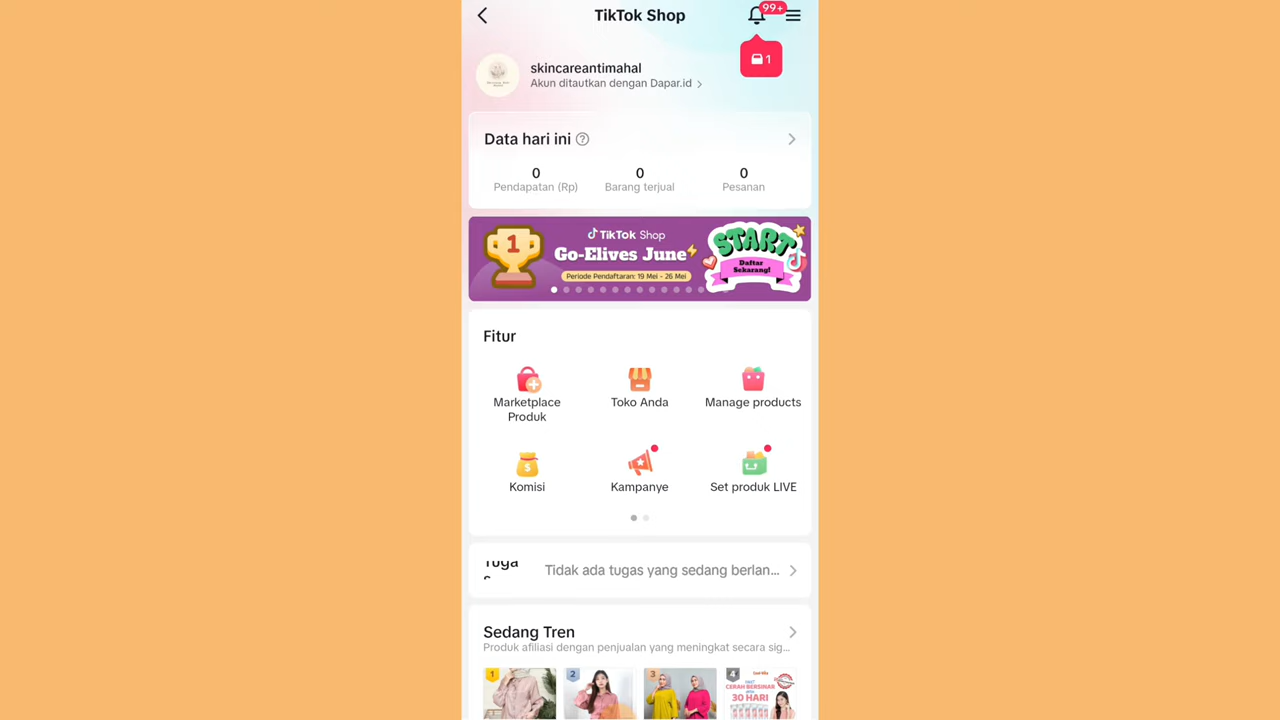 TikTok Shop
99+
1
skincareantimahal
Akun ditautkan dengan Dapar.id
Data hari ini
0
0
0
Pendapatan (Rp)
Barang terjual
Pesanan
1
TikTok Shop
Go-Elives June
Periode Pendaftaran: 19 Mei - 26 Mei
START
Daftar
Sekarang!
Fitur
Marketplace
Produk
Toko Anda
Manage products
Komisi
Kampanye
Set produk LIVE
Tuga
s
Tidak ada tugas yang sedang berlan...
Sedang Tren
Produk afiliasi dengan penjualan yang meningkat secara sig...
1
2
3
4
CERAH BERSINAR
30 HARI